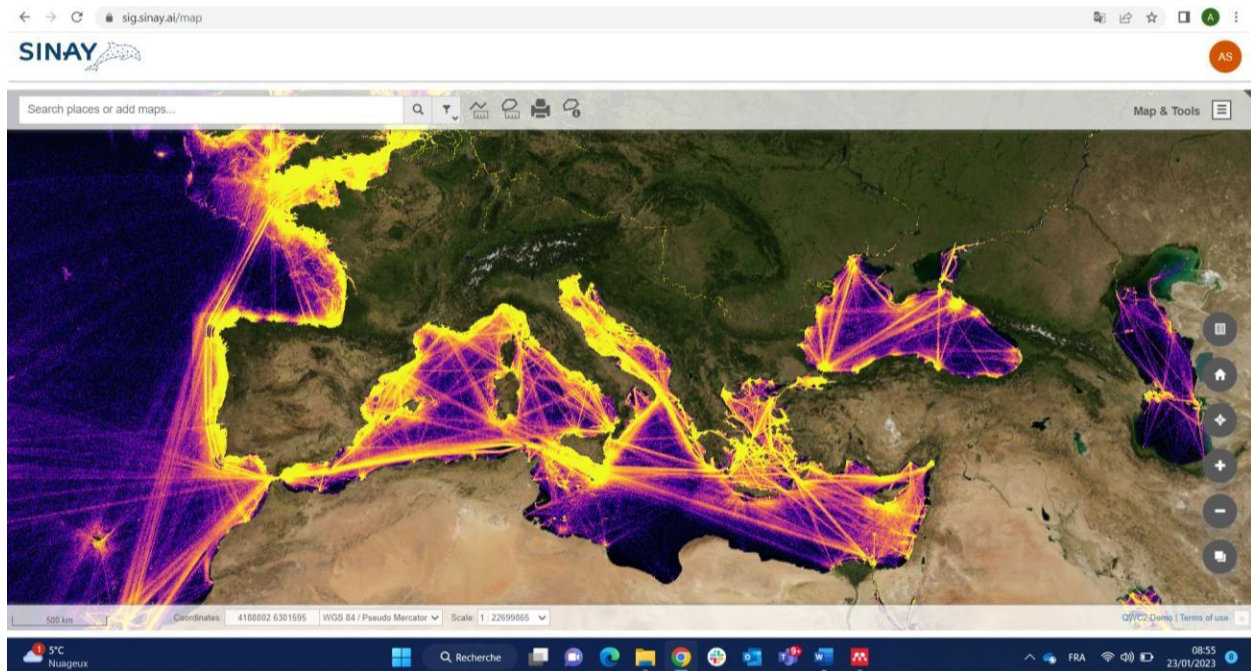 sig.sinay.ai/map
A
SINAY
AS
Search places or add maps...
Map & Tools
500 km
Coordinates: 4188802 6301595 WGS 84 / Pseudo Mercator Scale: 1 : 22699865
QWC2 Demo | Terms of use
1
5°C
Nuageux
Recherche
9+
FRA
08:55
23/01/2023